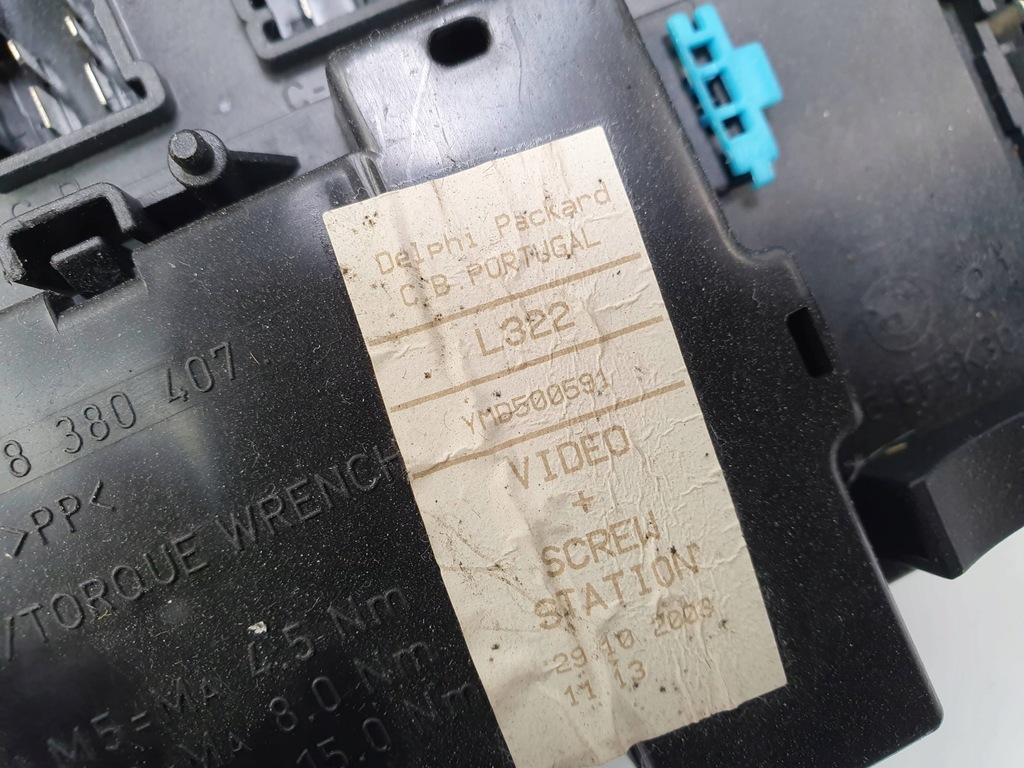 Delphi Packard
C.B PORTUGAL
L322
YMD500591
VIDEO
+
SCREW
STATION
29 10 2009
11 13
8 380 407
>PP<
/TORQUE WRENCH
M5=MA 4.5 Nm
MA 8.0 Nm
15.0 Nm